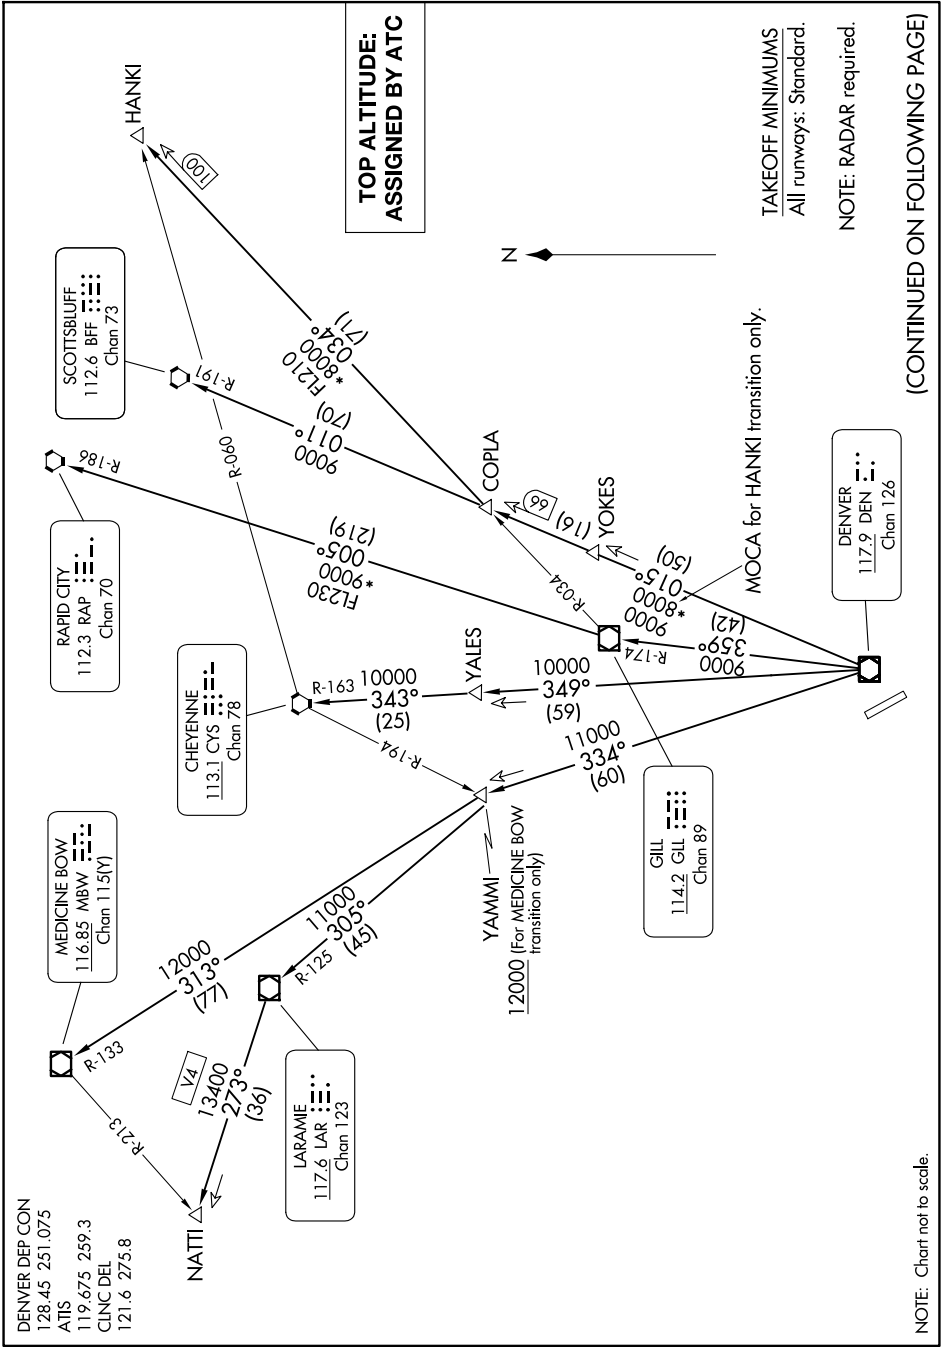 DENVER DEP CON
128.45 251.075
ATIS
119.675 259.3
CLNC DEL
121.6 275.8
MEDICINE BOW
116.85 MBW
Chan 115(Y)
CHEYENNE
113.1 CYS
Chan 78
RAPID CITY
112.3 RAP
Chan 70
SCOTTSBLUFF
112.6 BFF
Chan 73
HANKI
TOP ALTITUDE:
ASSIGNED BY ATC
R-133
R-213
NATTI
12000
313°
(77)
V4
13400
273°
(36)
LARAMIE
117.6 LAR
Chan 123
R-125
11000
305°
(45)
R-194
R-163
10000
343°
(25)
YALES
R-060
R-186
R-191
100
FL210
*8000
034°
(71)
9000
011°
(70)
FL230
*9000
005°
(219)
COPLA
66
(16)
YOKES
R-034
YAMMI
12000 (For MEDICINE BOW
transition only)
11000
334°
(60)
10000
349°
(59)
R-174
9000
359°
(42)
9000
*8000
015°
(50)
MOCA for HANKI transition only.
GILL
114.2 GLL
Chan 89
DENVER
117.9 DEN
Chan 126
N
TAKEOFF MINIMUMS
All runways: Standard.
NOTE: RADAR required.
(CONTINUED ON FOLLOWING PAGE)
NOTE: Chart not to scale.